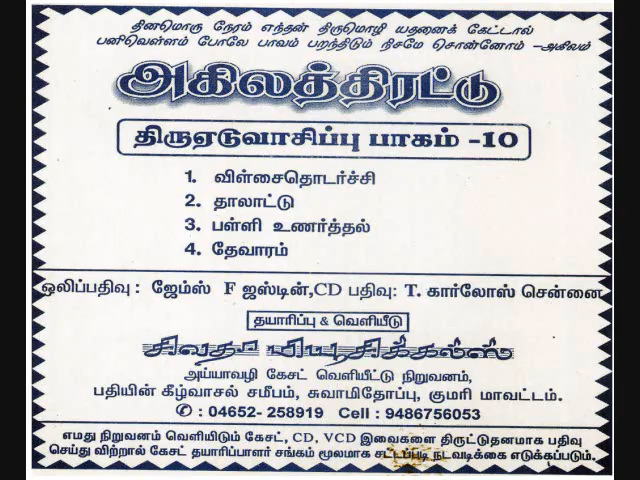 தினமொரு நேரம் எந்தன் திருமொழி யதனைக் கேட்டால்
பனிவெள்ளம் போலே பாவம் பறந்திடும் நிசமே சொன்னோம் -அகிலம்
அகிலத்திரட்டு
திருஏடுவாசிப்பு பாகம் -10
1. விள்சைதொடர்ச்சி
2. தாலாட்டு
3. பள்ளி உணர்த்தல்
4. தேவாரம்
ஒலிப்பதிவு : ஜேம்ஸ் F ஜஸ்டின்,CD பதிவு: T. கார்லோஸ் சென்னை
தயாரிப்பு & வெளியீடு
சிவதா மியூசிக்கல்ஸ்
அய்யாவழி கேசட் வெளியீட்டு நிறுவனம்,
பதியின் கீழ்வாசல் சமீபம், சுவாமிதோப்பு, குமரி மாவட்டம்.
✆ : 04652- 258919 Cell : 9486756053
எமது நிறுவனம் வெளியிடும் கேசட், CD, VCD இவைகளை திருட்டுதனமாக பதிவு
செய்து விற்றால் கேசட் தயாரிப்பாளர் சங்கம் மூலமாக சட்டப்படி நடவடிக்கை எடுக்கப்படும்.